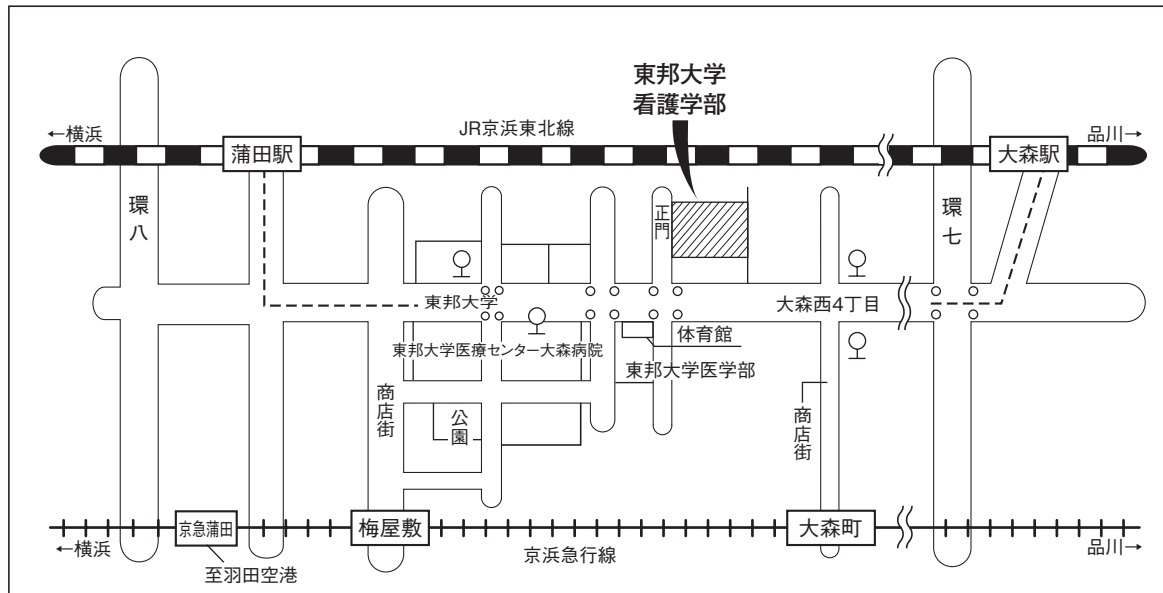 東邦大学
看護学部
JR京浜東北線
←横浜
品川→
蒲田駅
大森駅
環八
正門
環七
東邦大学
大森西4丁目
体育館
東邦大学医療センター大森病院
東邦大学医学部
商店街
公園
商店街
京急蒲田
梅屋敷
大森町
←横浜
京浜急行線
品川→
至羽田空港